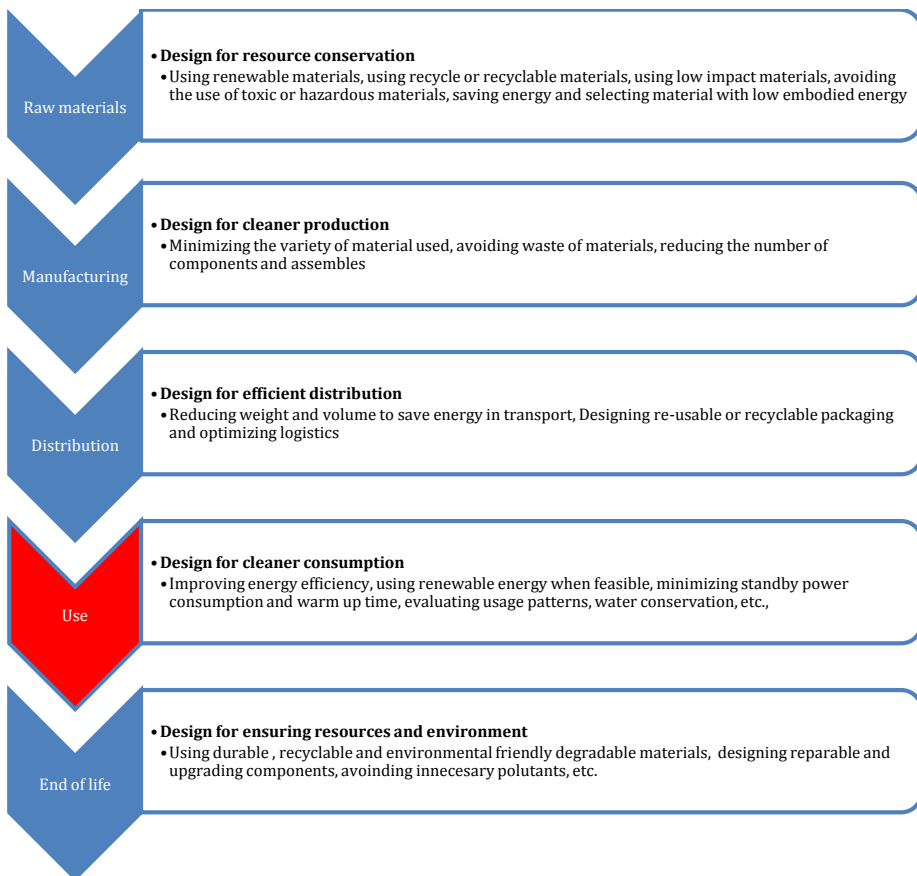 Raw materials
• Design for resource conservation
• Using renewable materials, using recycle or recyclable materials, using low impact materials, avoiding
the use of toxic or hazardous materials, saving energy and selecting material with low embodied energy
Manufacturing
• Design for cleaner production
• Minimizing the variety of material used, avoiding waste of materials, reducing the number of
components and assembles
Distribution
• Design for efficient distribution
• Reducing weight and volume to save energy in transport, Designing re-usable or recyclable packaging
and optimizing logistics
Use
• Design for cleaner consumption
• Improving energy efficiency, using renewable energy when feasible, minimizing standby power
consumption and warm up time, evaluating usage patterns, water conservation, etc.,
End of life
• Design for ensuring resources and environment
• Using durable , recyclable and environmental friendly degradable materials, designing reparable and
upgrading components, avoinding innecesary polutants, etc.